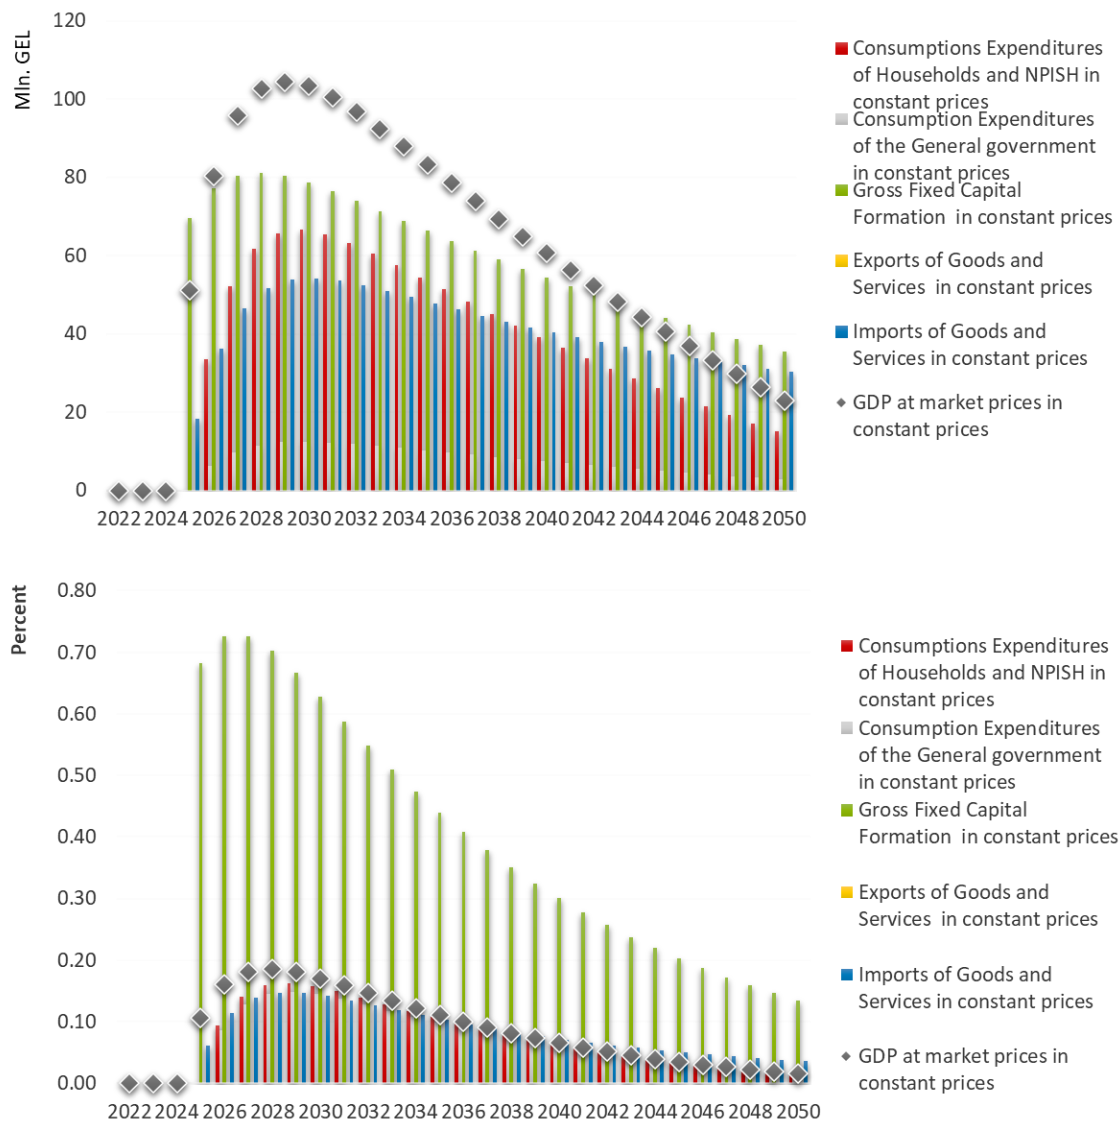 120
Mln. GEL
100
80
60
40
20
0
2022 2024 2026 2028 2030 2032 2034 2036 2038 2040 2042 2044 2046 2048 2050
Consumptions Expenditures
of Households and NPISH in
constant prices
Consumption Expenditures
of the General government
in constant prices
Gross Fixed Capital
Formation in constant prices
Exports of Goods and
Services in constant prices
Imports of Goods and
Services in constant prices
GDP at market prices in
constant prices
Percent
0.80
0.70
0.60
0.50
0.40
0.30
0.20
0.10
0.00
2022 2024 2026 2028 2030 2032 2034 2036 2038 2040 2042 2044 2046 2048 2050
Consumptions Expenditures
of Households and NPISH in
constant prices
Consumption Expenditures
of the General government
in constant prices
Gross Fixed Capital
Formation in constant prices
Exports of Goods and
Services in constant prices
Imports of Goods and
Services in constant prices
GDP at market prices in
constant prices